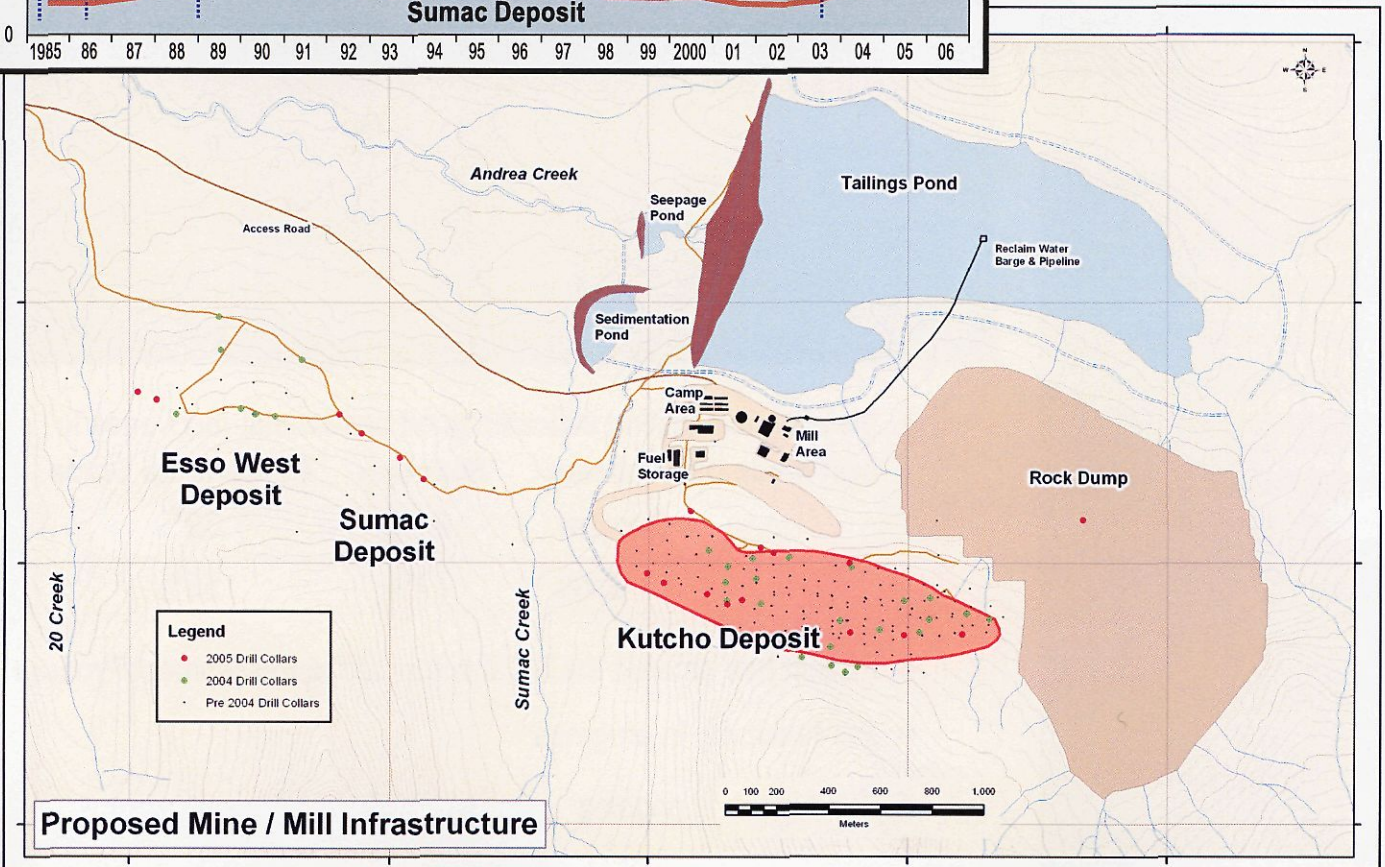 Sumac Deposit
0
1985 86 87 88 89 90 91 92 93 94 95 96 97 98 99 2000 01 02 03 04 05 06
N
W E
S
Andrea Creek
Seepage
Pond
Tailings Pond
Access Road
Reclaim Water
Barge & Pipeline
Sedimentation
Pond
Camp
Area
Mill
Area
Fuel
Storage
Esso West
Deposit
Rock Dump
Sumac
Deposit
20 Creek
Sumac Creek
Kutcho Deposit
Legend
2005 Drill Collars
2004 Drill Collars
Pre 2004 Drill Collars
0 100 200 400 600 800 1,000
Meters
Proposed Mine / Mill Infrastructure